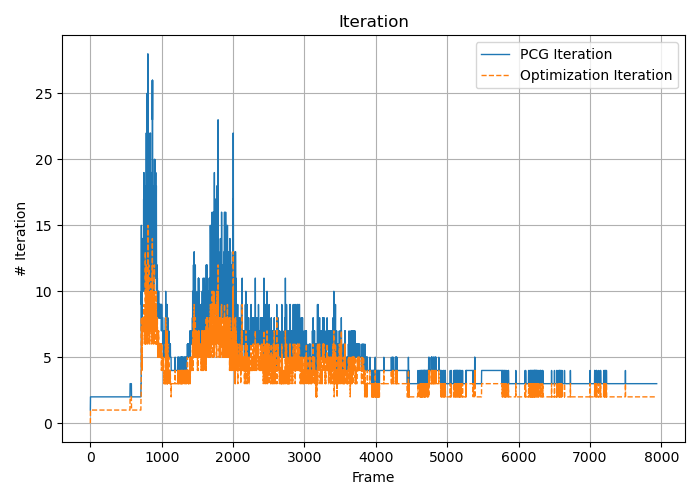 Iteration
PCG Iteration
Optimization Iteration
# Iteration
25
20
15
10
5
0
0 1000 2000 3000 4000 5000 6000 7000 8000
Frame